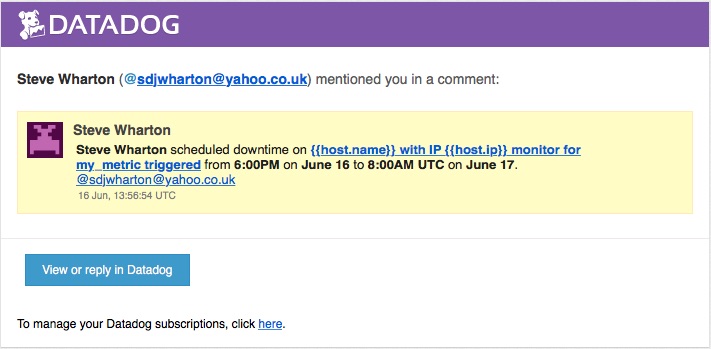 DATADOG
Steve Wharton (@sdjwharton@yahoo.co.uk) mentioned you in a comment:
Steve Wharton
Steve Wharton scheduled downtime on {{host.name}} with IP {{host.ip}} monitor for
my_metric triggered from 6:00PM on June 16 to 8:00AM UTC on June 17.
@sdjwharton@yahoo.co.uk
16 Jun, 13:56:54 UTC
View or reply in Datadog
To manage your Datadog subscriptions, click here.